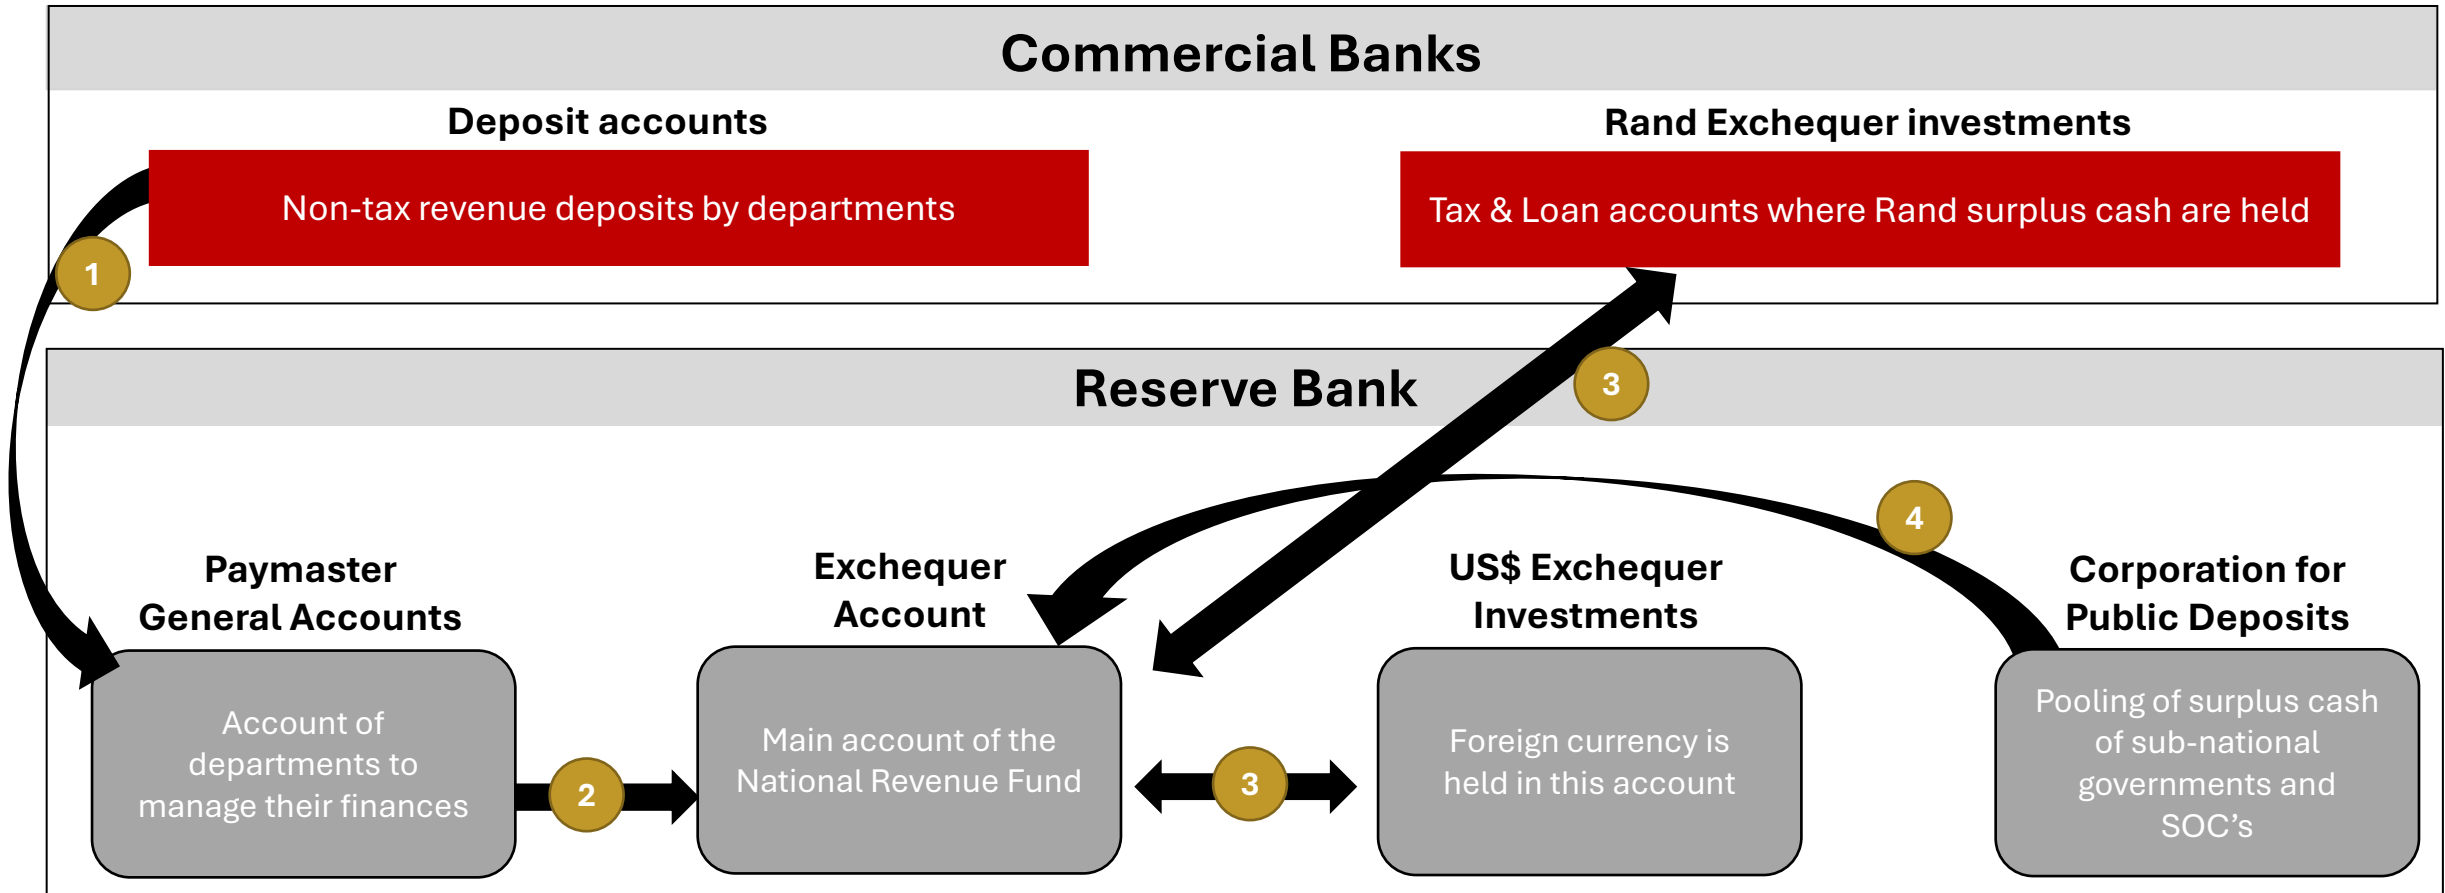 Commercial Banks
Deposit accounts
Non-tax revenue deposits by departments
Rand Exchequer investments
Tax & Loan accounts where Rand surplus cash are held
1
Reserve Bank
3
4
Paymaster
General Accounts
Account of
departments to
manage their finances
2
Exchequer
Account
Main account of the
National Revenue Fund
3
US$ Exchequer
Investments
Foreign currency is
held in this account
Corporation for
Public Deposits
Pooling of surplus cash
of sub-national
governments and
SOC’s